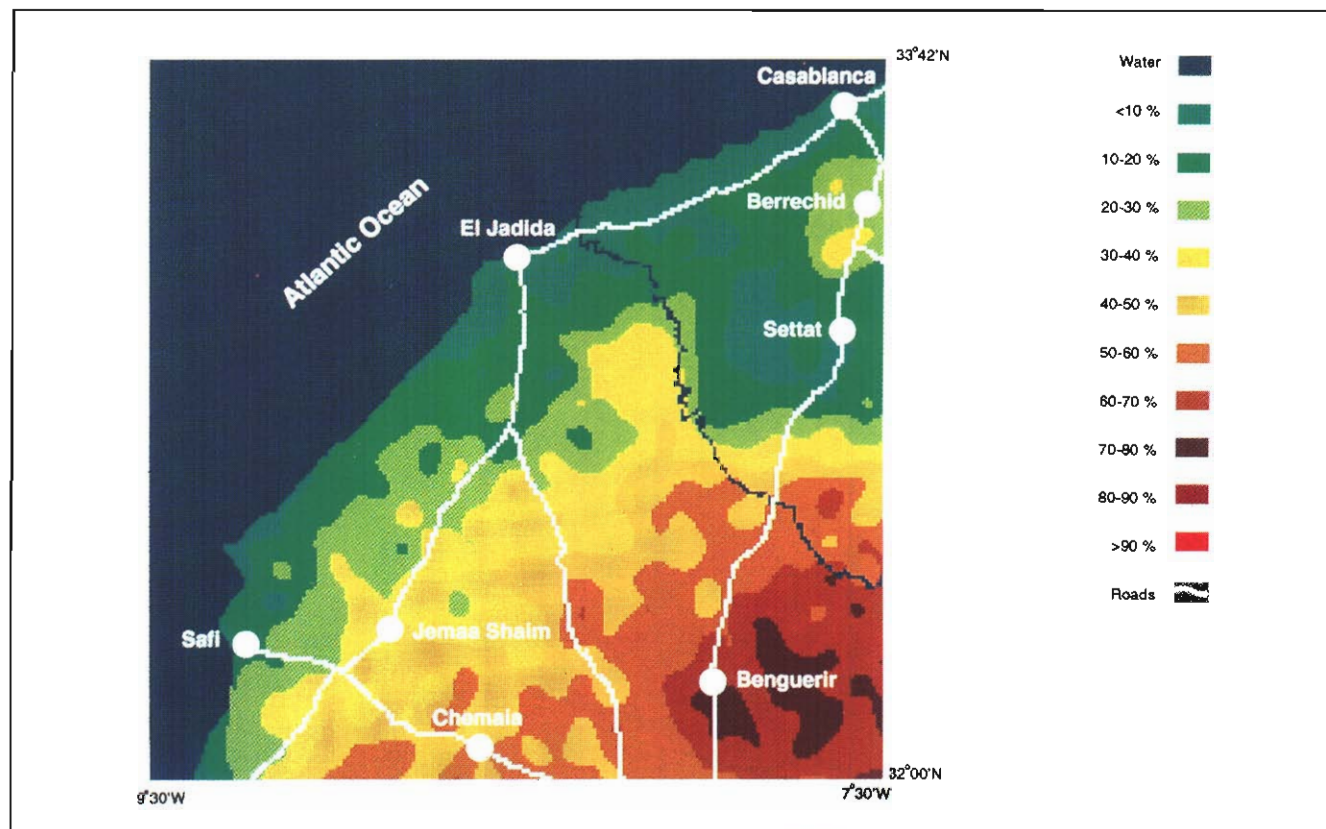 33°42'N
Casablanca
Berrechid
El Jadida
Atlantic Ocean
Settat
Safi
Jemaa Shaim
Benguerir
Chemaia
32°00'N
9°30'W
7°30'W
Water
<10 %
10-20 %
20-30 %
30-40 %
40-50 %
50-60 %
60-70 %
70-80 %
80-90 %
>90 %
Roads